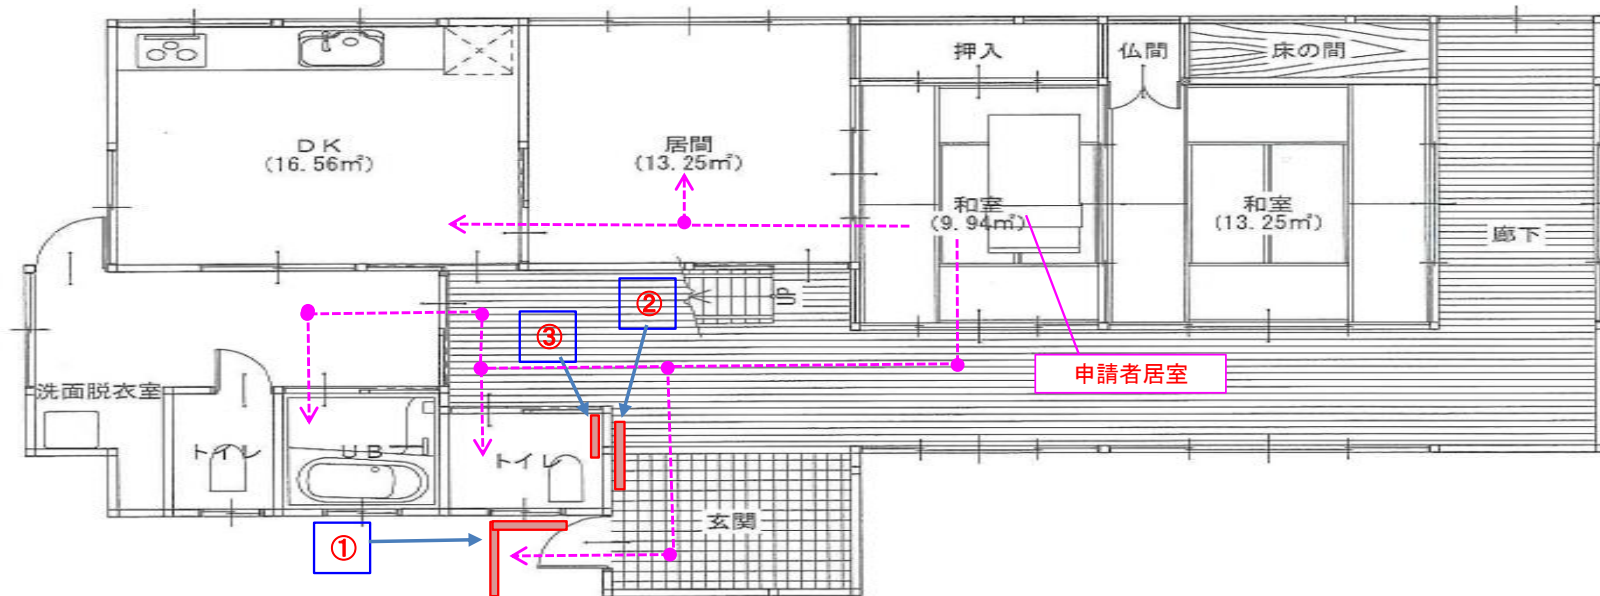 押入
仏間
床の間
DK
(16.56㎡)
居間
(13.25㎡)
和室
(9.94㎡)
和室
(13.25㎡)
廊下
UP
②
③
申請者居室
洗面脱衣室
トイレ
UB
トイレ
玄関
①